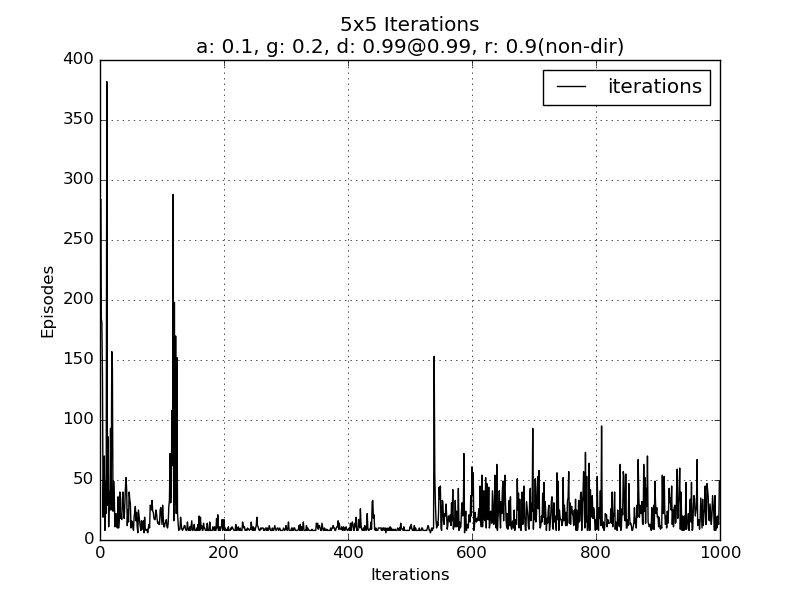 5x5 Iterations
a: 0.1, g: 0.2, d: 0.99@0.99, r: 0.9(non-dir)
iterations
400
350
300
250
200
150
100
50
0
Episodes
0 200 400 600 800 1000
Iterations